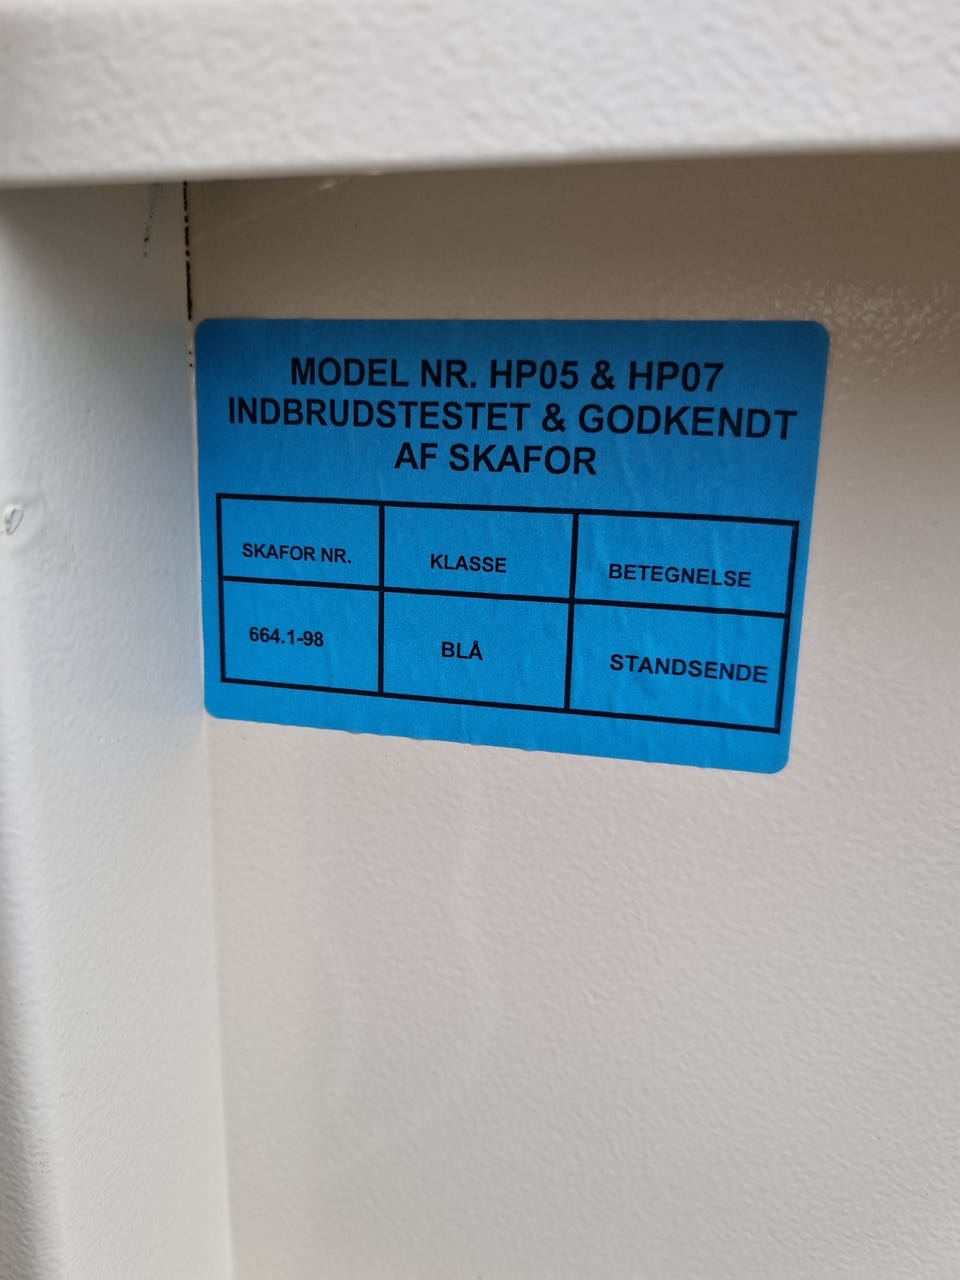 MODEL NR. HP05 & HP07
INDBRUDSTESTET & GODKENDT
AF SKAFOR
SKAFOR NR. KLASSE BETEGNELSE
664.1-98 BLÅ STANDSENDE